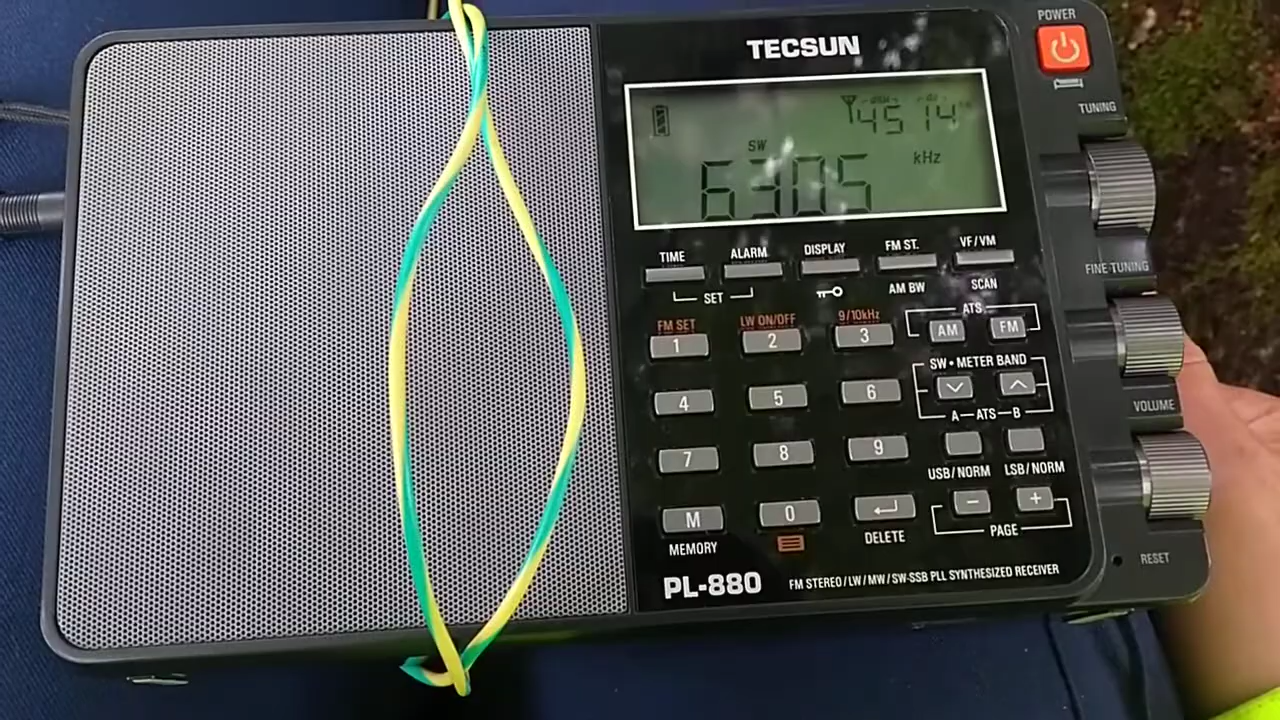 POWER
TECSUN
TUNING
45 14
SW
kHz
6305
TIME
ALARM
DISPLAY
FM ST.
VF/VM
SET
AM BW
SCAN
FINE TUNING
FM SET
LW ON/OFF
9/10kHz
ATS
1
2
3
AM
FM
SW•METER BAND
4
5
6
A—ATS—B
VOLUME
7
8
9
USB/NORM
LSB/NORM
M
0
-
+
MEMORY
DELETE
PAGE
RESET
PL-880
FM STEREO/LW/MW/SW-SSB PLL SYNTHESIZED RECEIVER